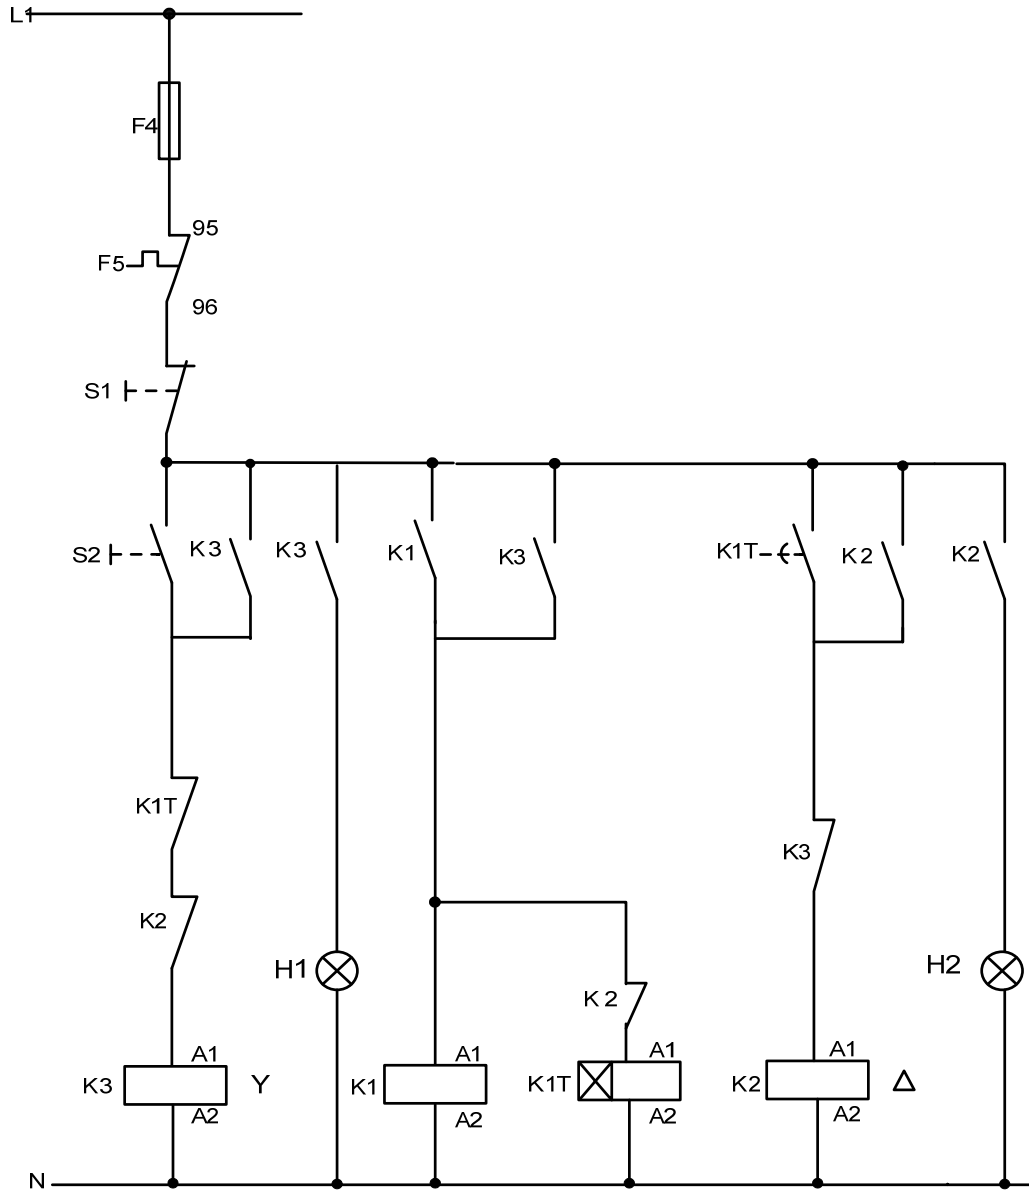 L1
F4
95
F5
96
S1
S2 K3 K3 K1 K3 K1T K2 K2
K1T K3
K2
H1 K2 H2
A1 A1 A1 A1
K3 Y K1 K1T K2 Δ
A2 A2 A2 A2
N